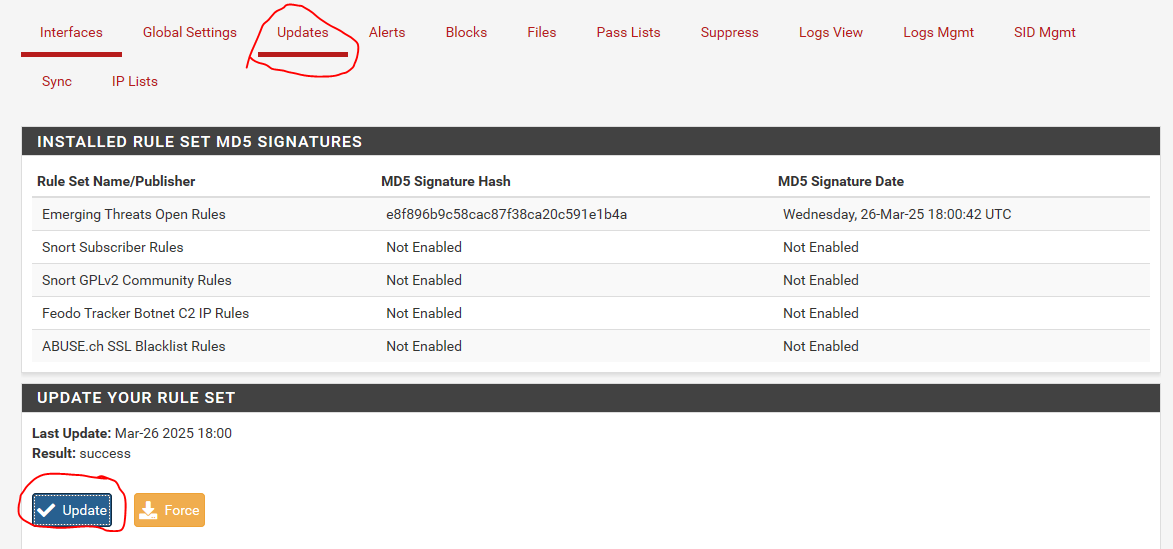 Interfaces Global Settings Updates Alerts Blocks Files Pass Lists Suppress Logs View Logs Mgmt SID Mgmt
Sync IP Lists
INSTALLED RULE SET MD5 SIGNATURES
Rule Set Name/Publisher MD5 Signature Hash MD5 Signature Date
Emerging Threats Open Rules e8f896b9c58cac87f38ca20c591e1b4a Wednesday, 26-Mar-25 18:00:42 UTC
Snort Subscriber Rules Not Enabled Not Enabled
Snort GPLv2 Community Rules Not Enabled Not Enabled
Feodo Tracker Botnet C2 IP Rules Not Enabled Not Enabled
ABUSE.ch SSL Blacklist Rules Not Enabled Not Enabled
UPDATE YOUR RULE SET
Last Update: Mar-26 2025 18:00
Result: success
Update Force